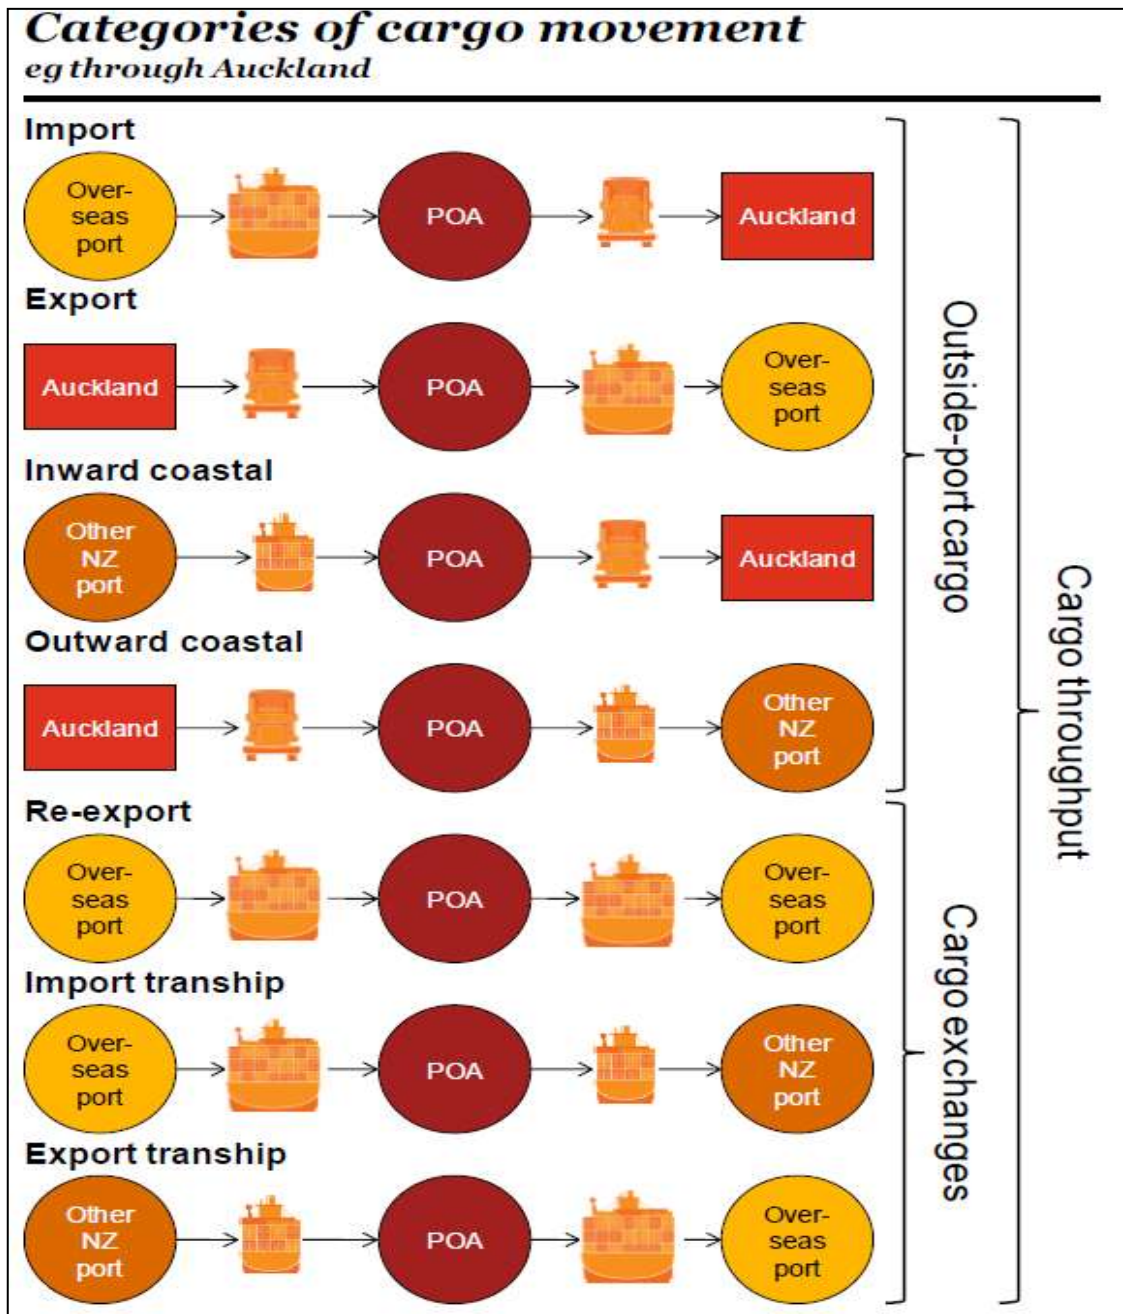 Categories of cargo movement
eg through Auckland
Import
Over-
seas
port
POA
Auckland
Export
Auckland
POA
Over-
seas
port
Inward coastal
Other
NZ
port
POA
Auckland
Outward coastal
Auckland
POA
Other
NZ
port
Re-export
Over-
seas
port
POA
Over-
seas
port
Import tranship
Over-
seas
port
POA
Other
NZ
port
Export tranship
Other
NZ
port
POA
Over-
seas
port
Outside-port cargo
Cargo exchanges
Cargo throughput